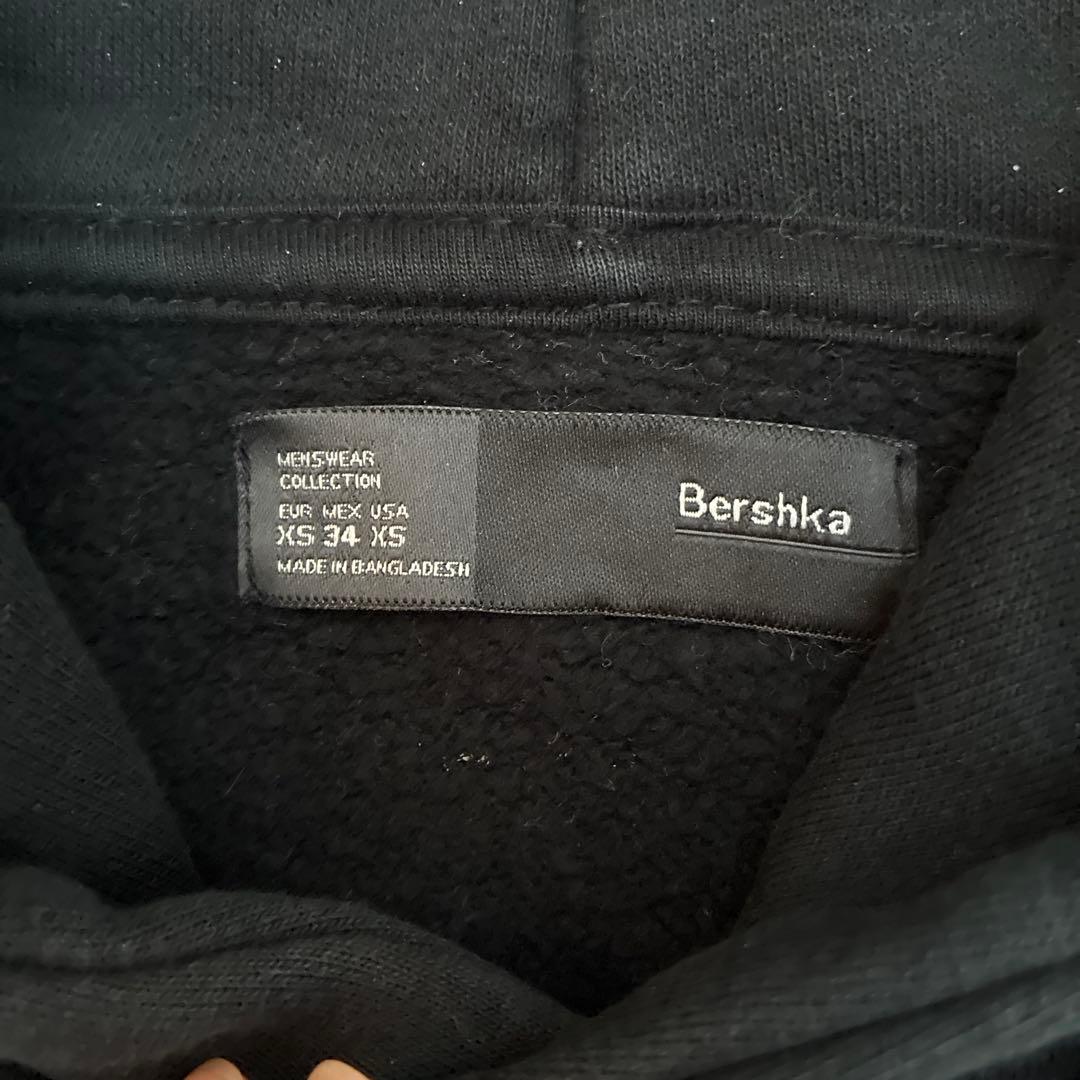 MENSWEAR
COLLECTION
EUR MEX USA
XS 34 XS
MADE IN BANGLADESH
Bershka